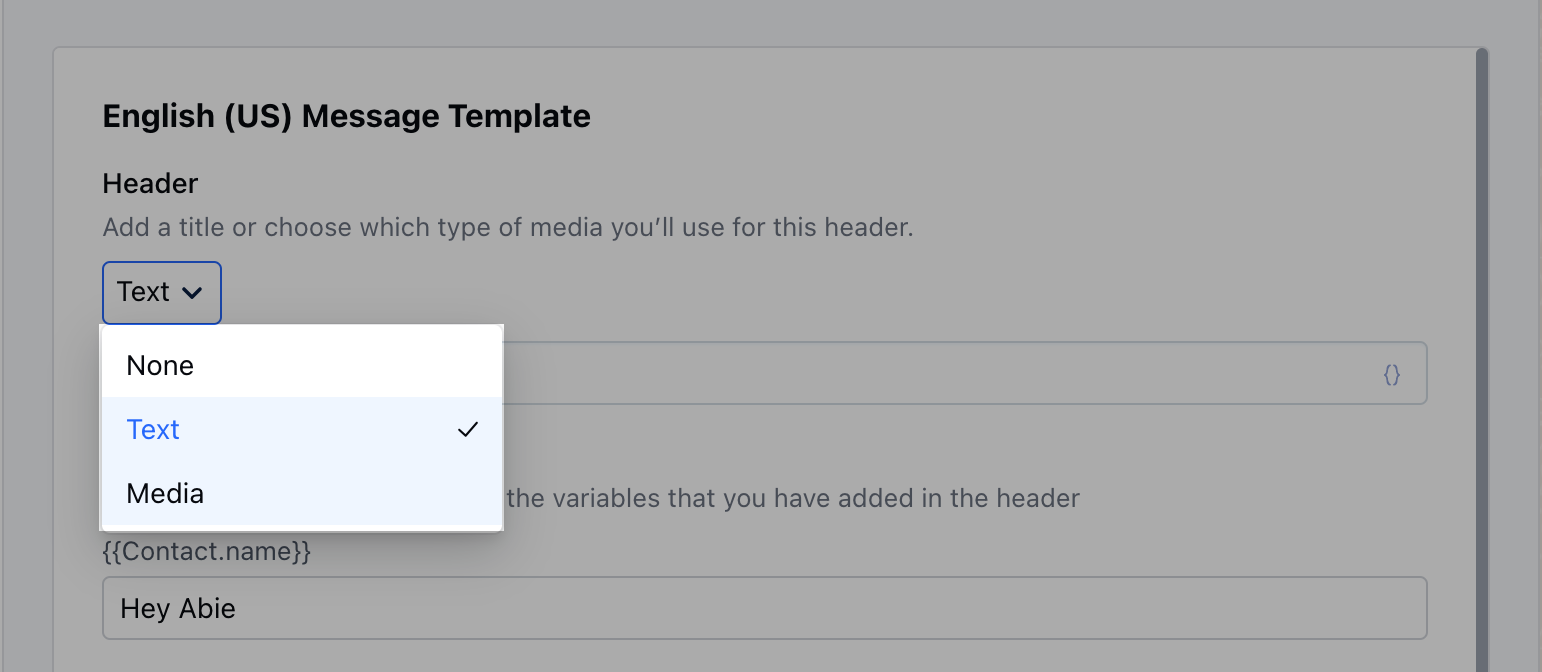 English (US) Message Template
Header
Add a title or choose which type of media you’ll use for this header.
Text
None
{}
Text
Media
the variables that you have added in the header
{{Contact.name}}
Hey Abie